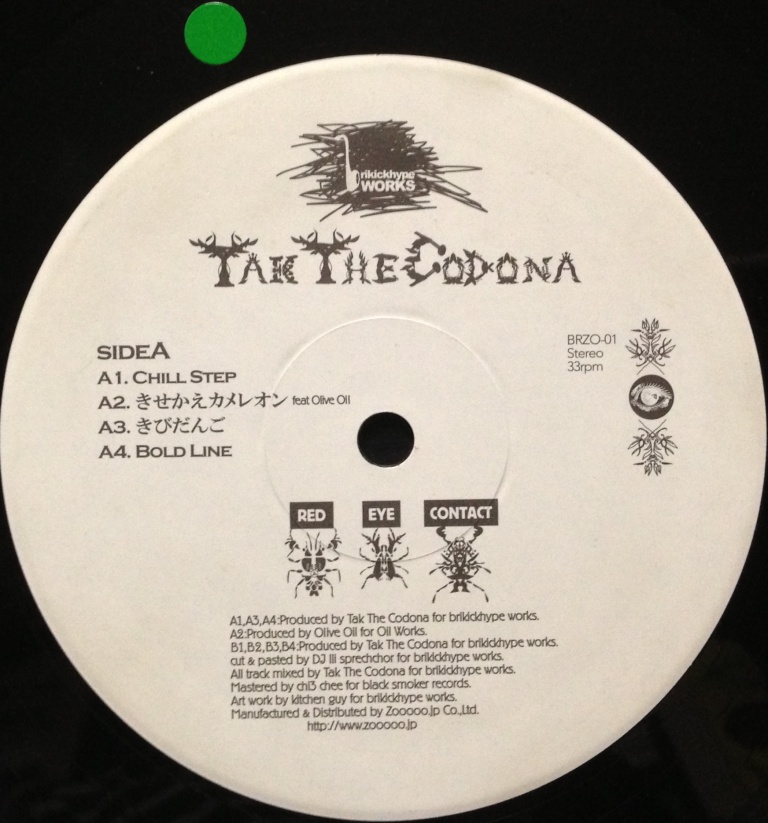 brikickhype
WORKS
TAK THE CODONA
SIDE A
A1. CHILL STEP
A2. きせかえカメレオン feat Olive Oil
A3. きびだんご
A4. BOLD LINE
BRZO-01
Stereo
33rpm
RED EYE CONTACT
A1,A3,A4:Produced by Tak The Codona for brikickhype works.
A2:Produced by Olive Oil for Oil Works.
B1,B2,B3,B4:Produced by Tak The Codona for brikickhype works.
cut & pasted by DJ Ill sprechchor for brikickhype works.
All track mixed by Tak The Codona for brikickhype works.
Mastered by chi3 chee for black smoker records.
Art work by kitchen guy for brikickhype works.
Manufactured & Distributed by Zooooo.jp Co.,Ltd.
http://www.zooooo.jp